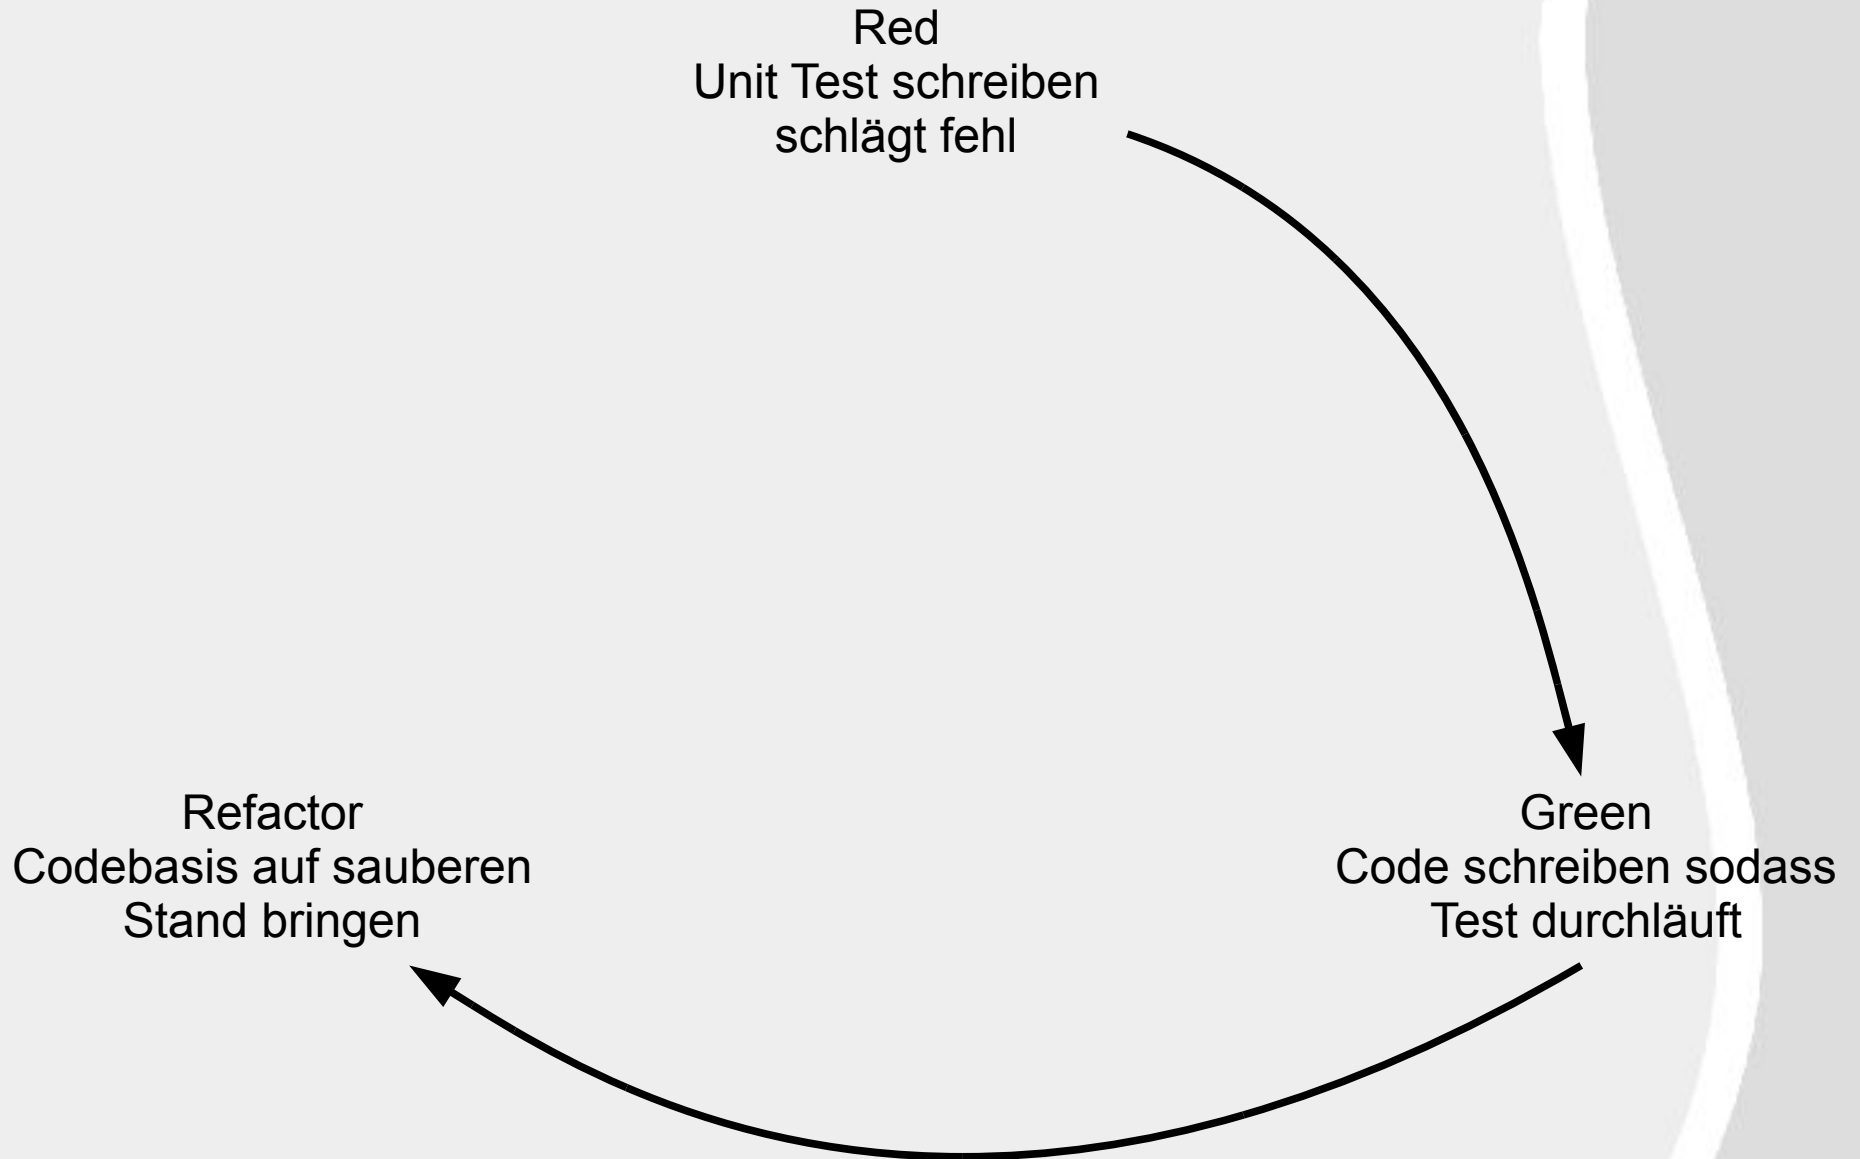 Red
Unit Test schreiben
schlägt fehl
Refactor
Codebasis auf sauberen
Stand bringen
Green
Code schreiben sodass
Test durchläuft